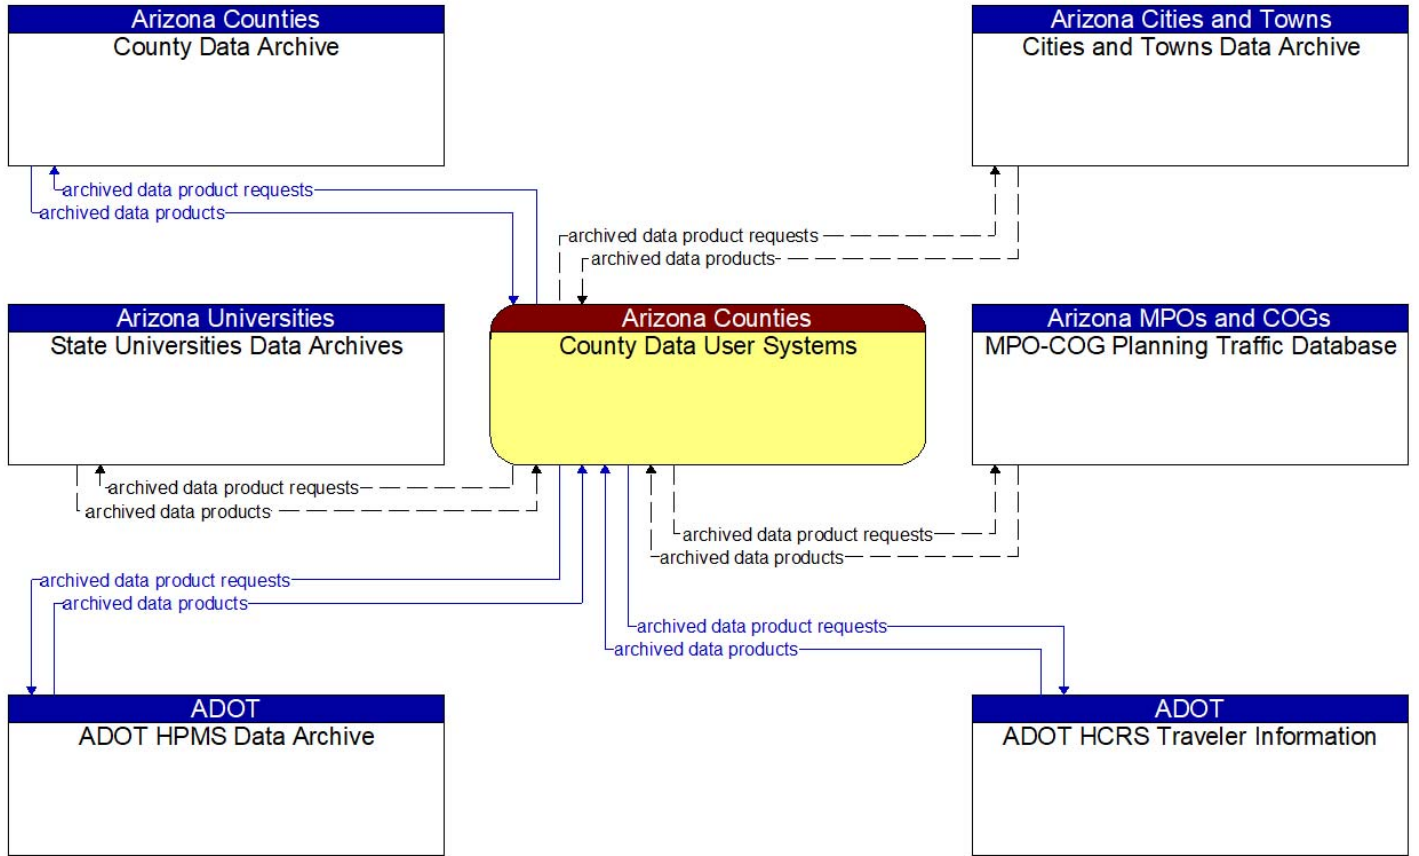 Arizona Counties
County Data Archive
Arizona Cities and Towns
Cities and Towns Data Archive
archived data product requests
archived data products
archived data product requests
archived data products
Arizona Universities
State Universities Data Archives
Arizona Counties
County Data User Systems
Arizona MPOs and COGs
MPO-COG Planning Traffic Database
archived data product requests
archived data products
archived data product requests
archived data products
archived data product requests
archived data products
archived data product requests
archived data products
ADOT
ADOT HPMS Data Archive
ADOT
ADOT HCRS Traveler Information